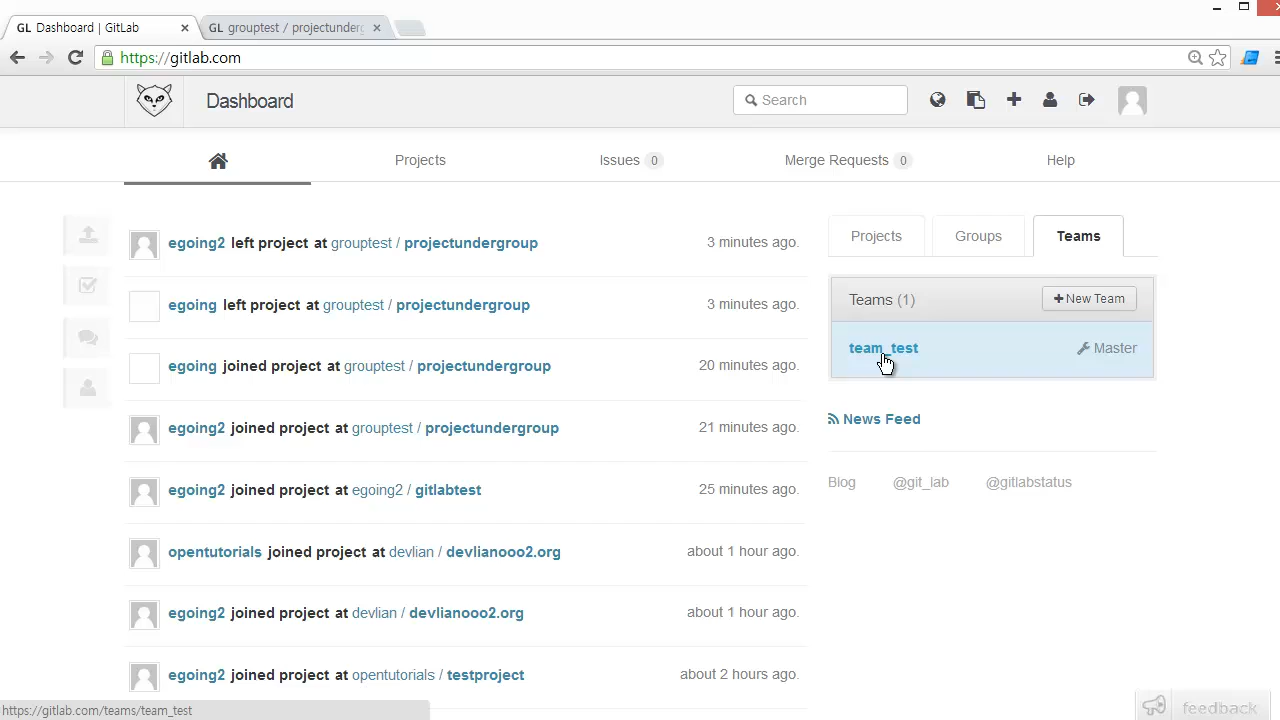 GL Dashboard | GitLab
GL grouptest / projectunder
https://gitlab.com
Dashboard
Search
Projects
Issues 0
Merge Requests 0
Help
egoing2 left project at grouptest / projectundergroup
3 minutes ago.
egoing left project at grouptest / projectundergroup
3 minutes ago.
egoing joined project at grouptest / projectundergroup
20 minutes ago.
egoing2 joined project at grouptest / projectundergroup
21 minutes ago.
egoing2 joined project at egoing2 / gitlabtest
25 minutes ago.
opentutorials joined project at devlian / devlianooo2.org
about 1 hour ago.
egoing2 joined project at devlian / devlianooo2.org
about 1 hour ago.
egoing2 joined project at opentutorials / testproject
about 2 hours ago.
Projects
Groups
Teams
Teams (1)
New Team
team_test
Master
News Feed
Blog
@git_lab
@gitlabstatus
https://gitlab.com/teams/team_test
feedback